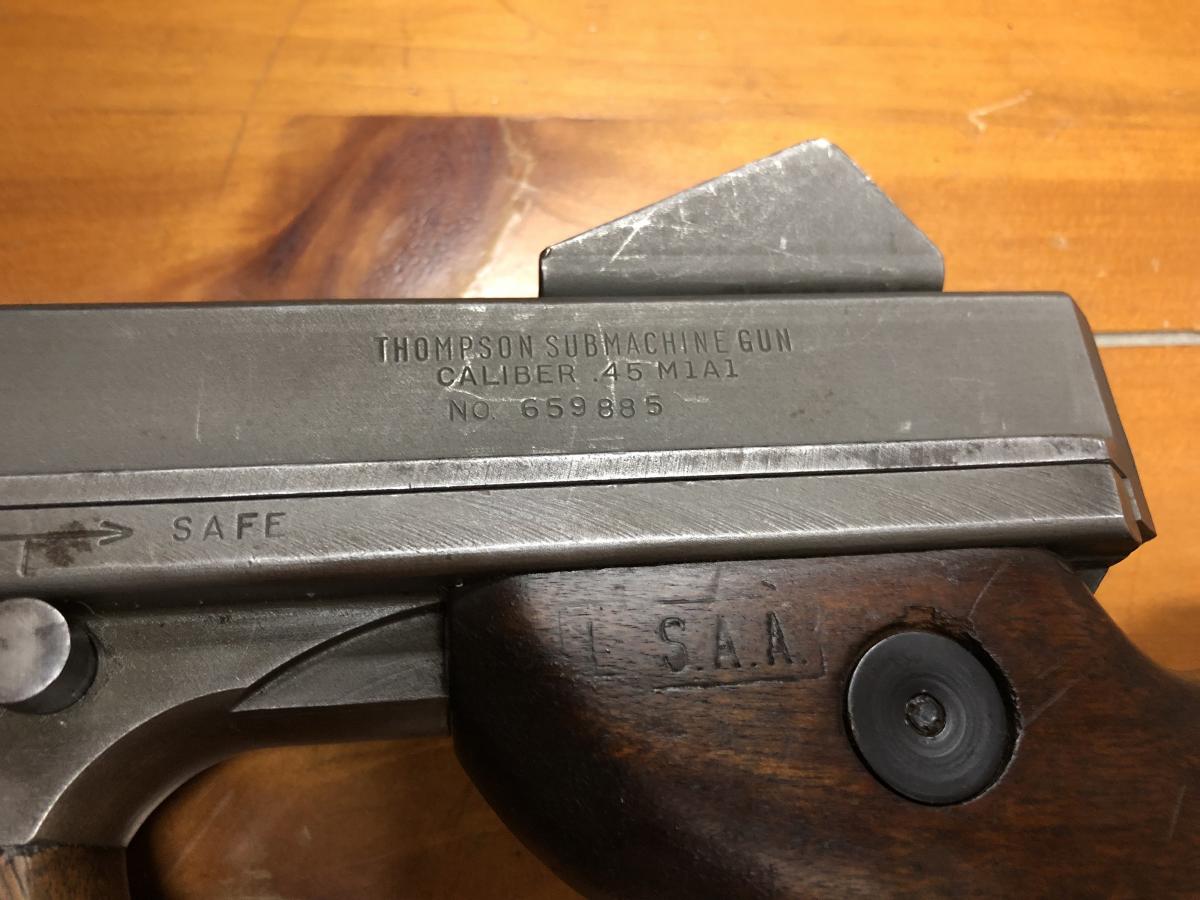 THOMPSON SUBMACHINE GUN
CALIBER .45 M1A1
NO. 659885
SAFE
S.A.A.